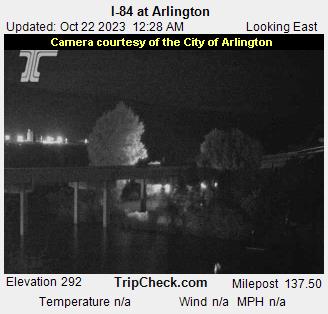 I-84 at Arlington
Updated: Oct 22 2023 12:28 AM Looking East
Camera courtesy of the City of Arlington
Elevation 292 TripCheck.com Milepost 137.50
Temperature n/a Wind n/a MPH n/a